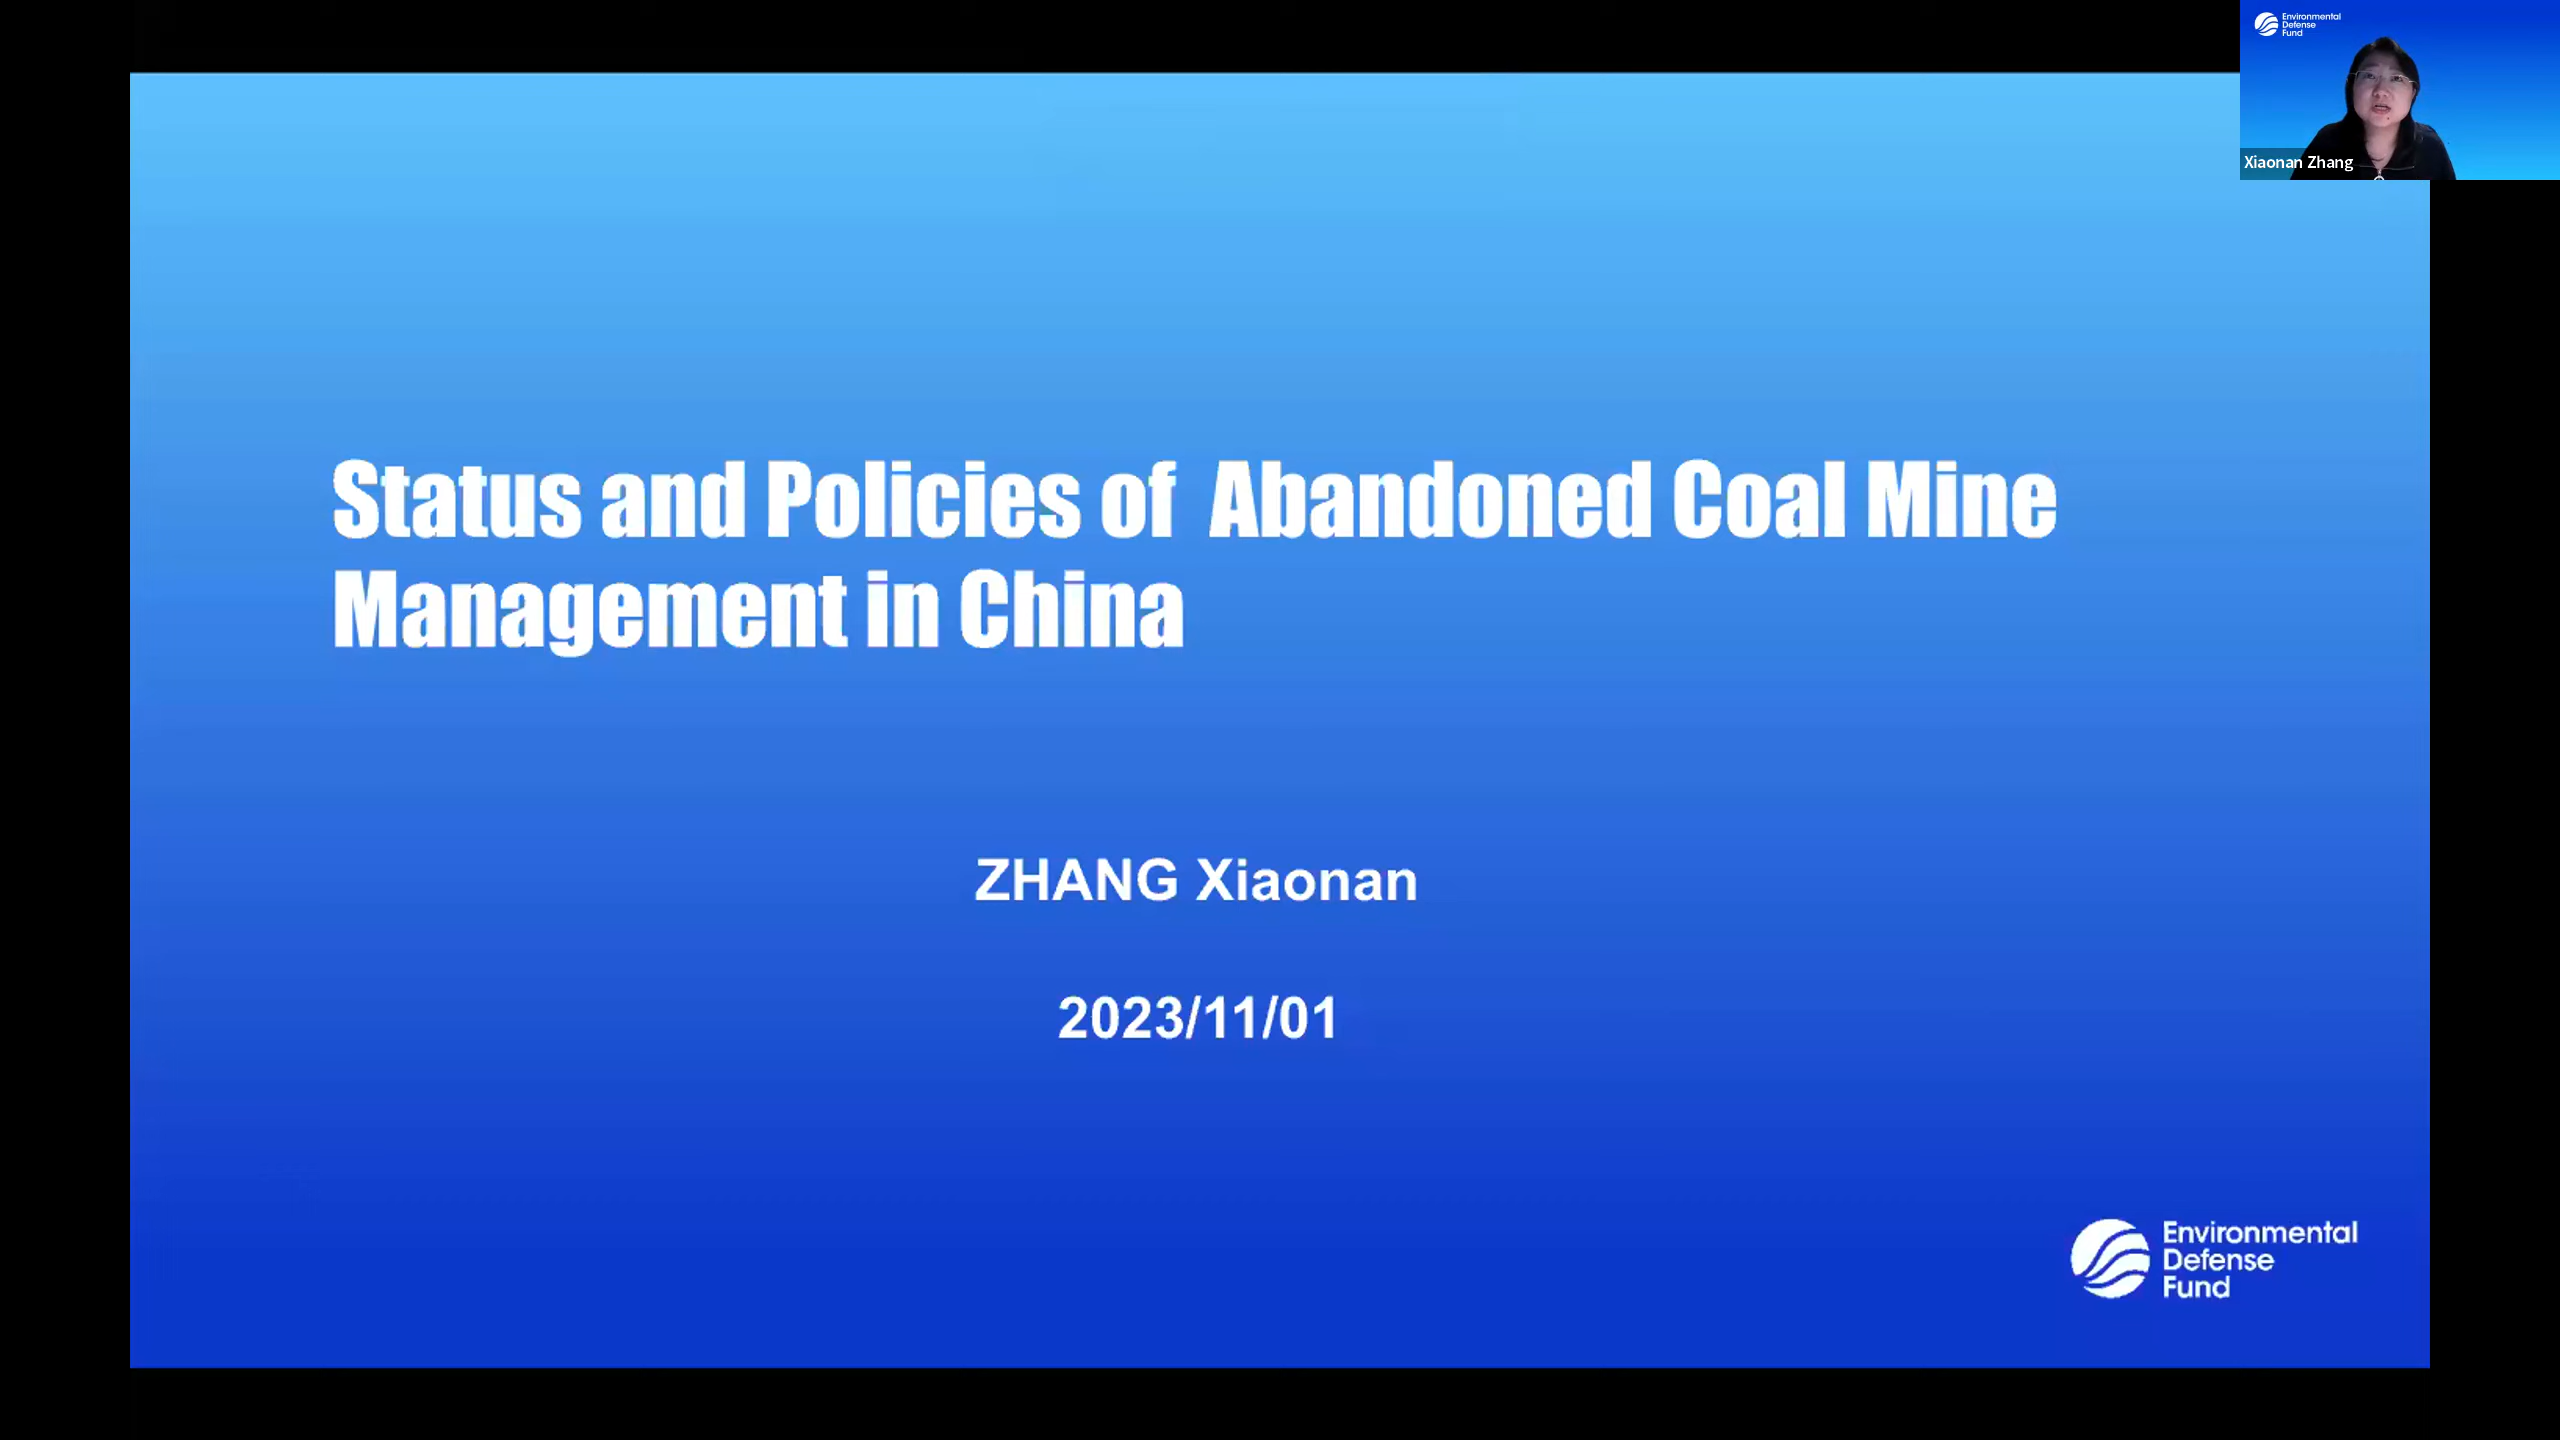 Environmental
Defense
Fund
Xiaonan Zhang
Status and Policies of Abandoned Coal Mine
Management in China
ZHANG Xiaonan
2023/11/01
Environmental
Defense
Fund